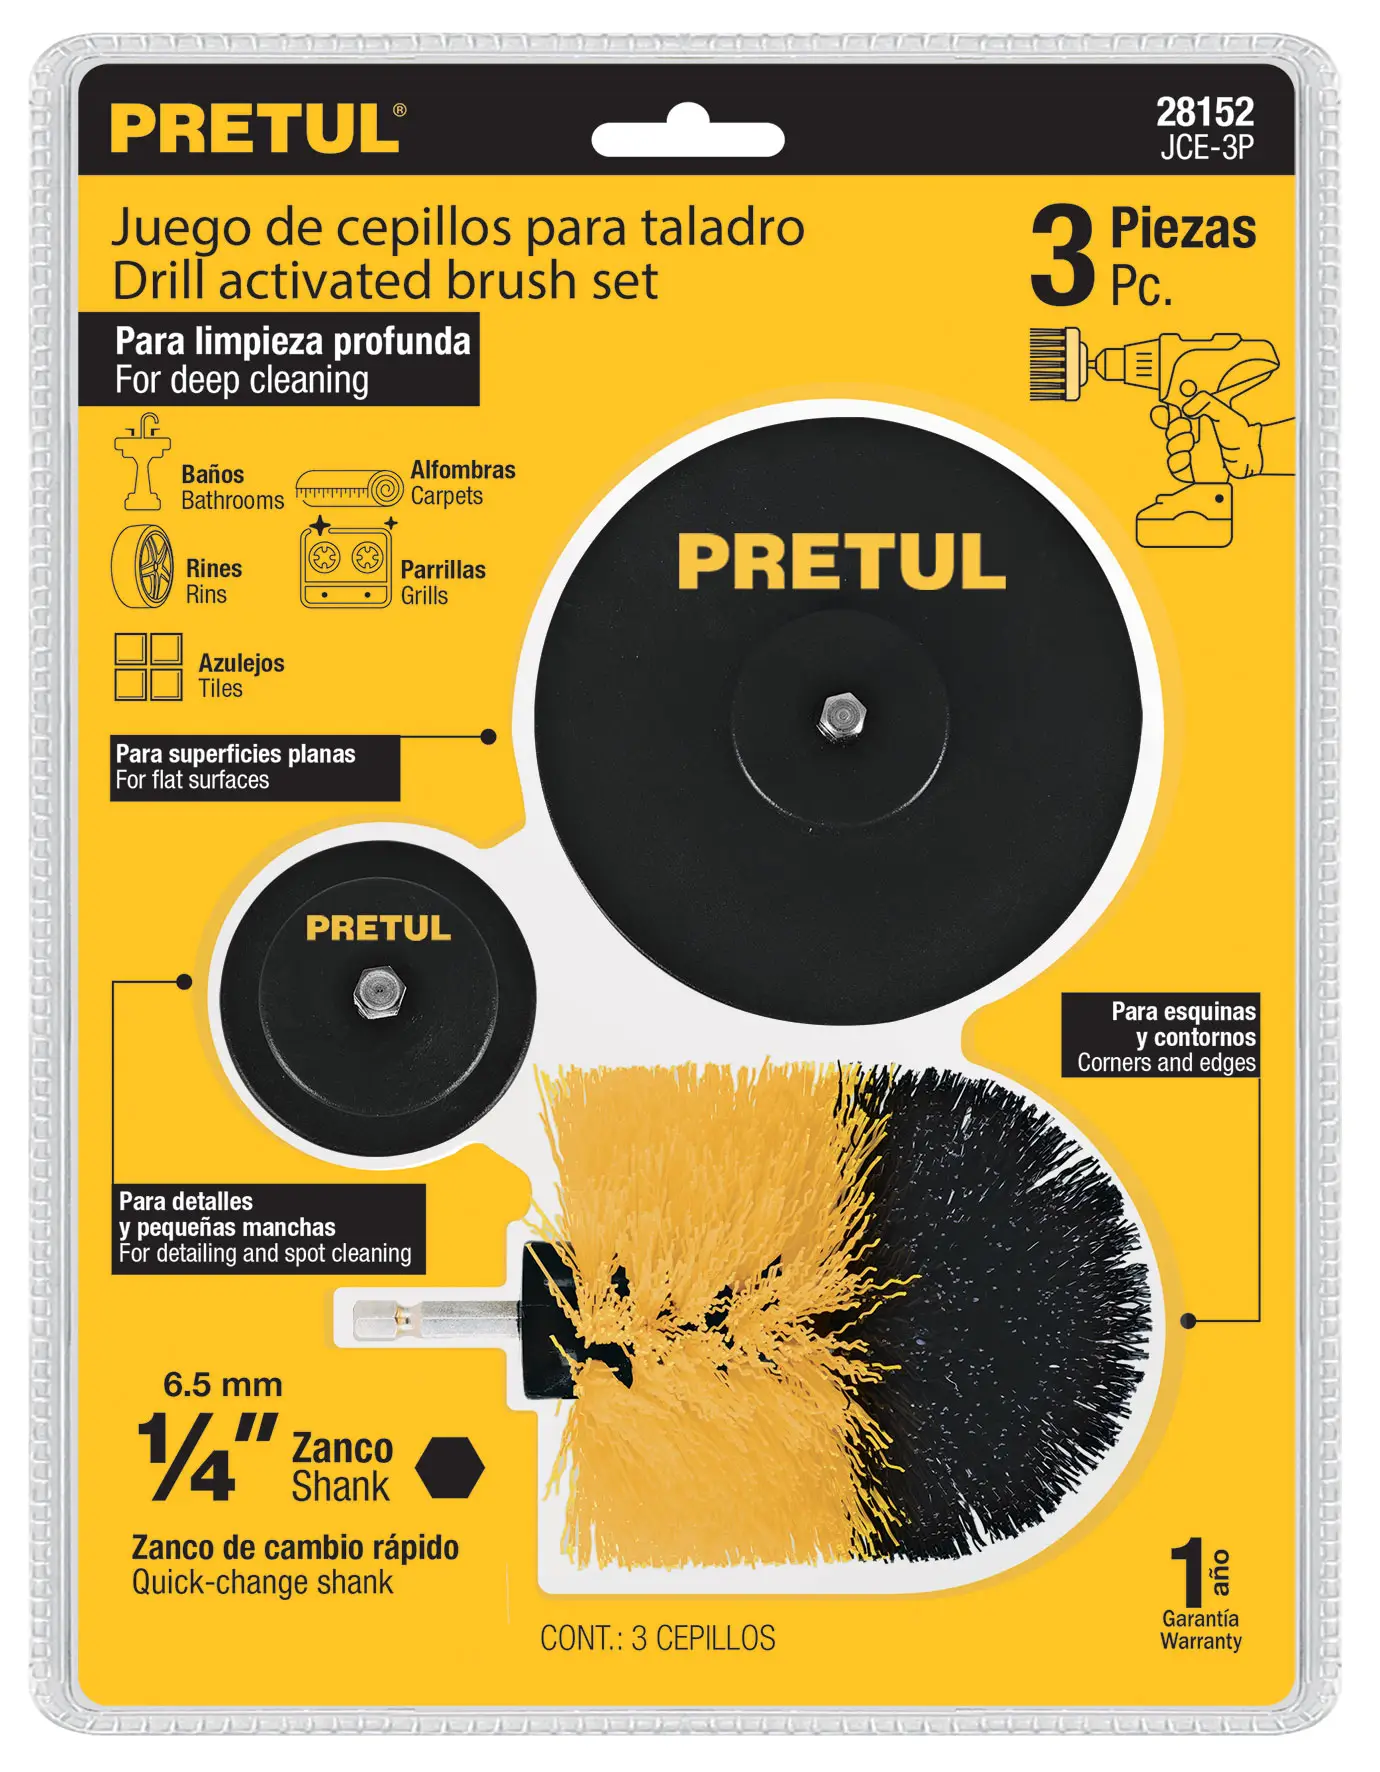 PRETUL®
28152
JCE-3P
Juego de cepillos para taladro
Drill activated brush set
3 Piezas
Pc.
Para limpieza profunda
For deep cleaning
Baños
Bathrooms
Alfombras
Carpets
Rines
Rins
Parrillas
Grills
Azulejos
Tiles
PRETUL
Para superficies planas
For flat surfaces
PRETUL
Para esquinas
y contornos
Corners and edges
Para detalles
y pequeñas manchas
For detailing and spot cleaning
6.5 mm
1/4" Zanco
Shank
Zanco de cambio rápido
Quick-change shank
1 año
Garantía
Warranty
CONT.: 3 CEPILLOS